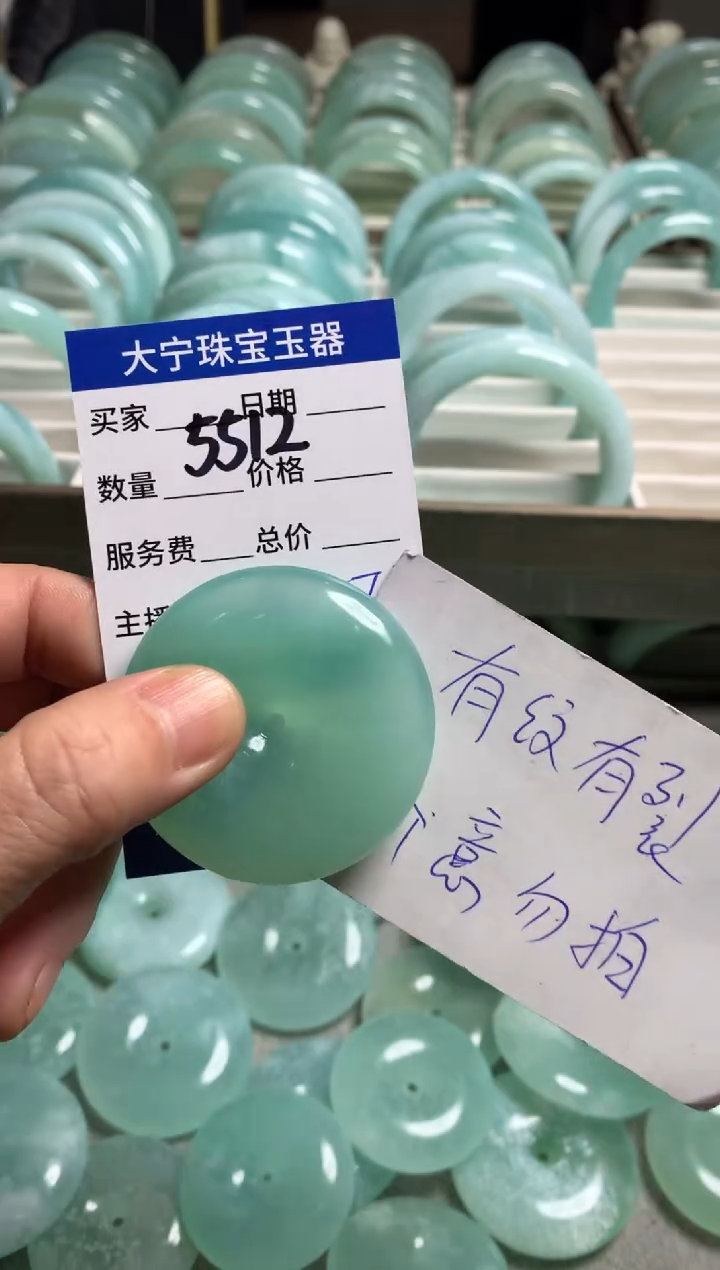 大宁珠宝玉器
买家 日期
5512
数量 价格
服务费 总价
主播
有纹有裂
意勿拍